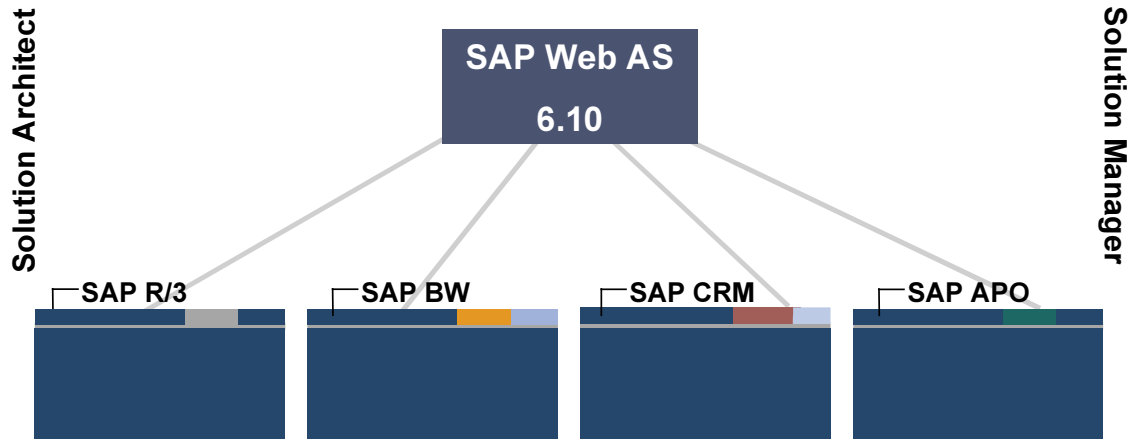 Solution Architect
SAP Web AS
6.10
Solution Manager
SAP R/3
SAP BW
SAP CRM
SAP APO